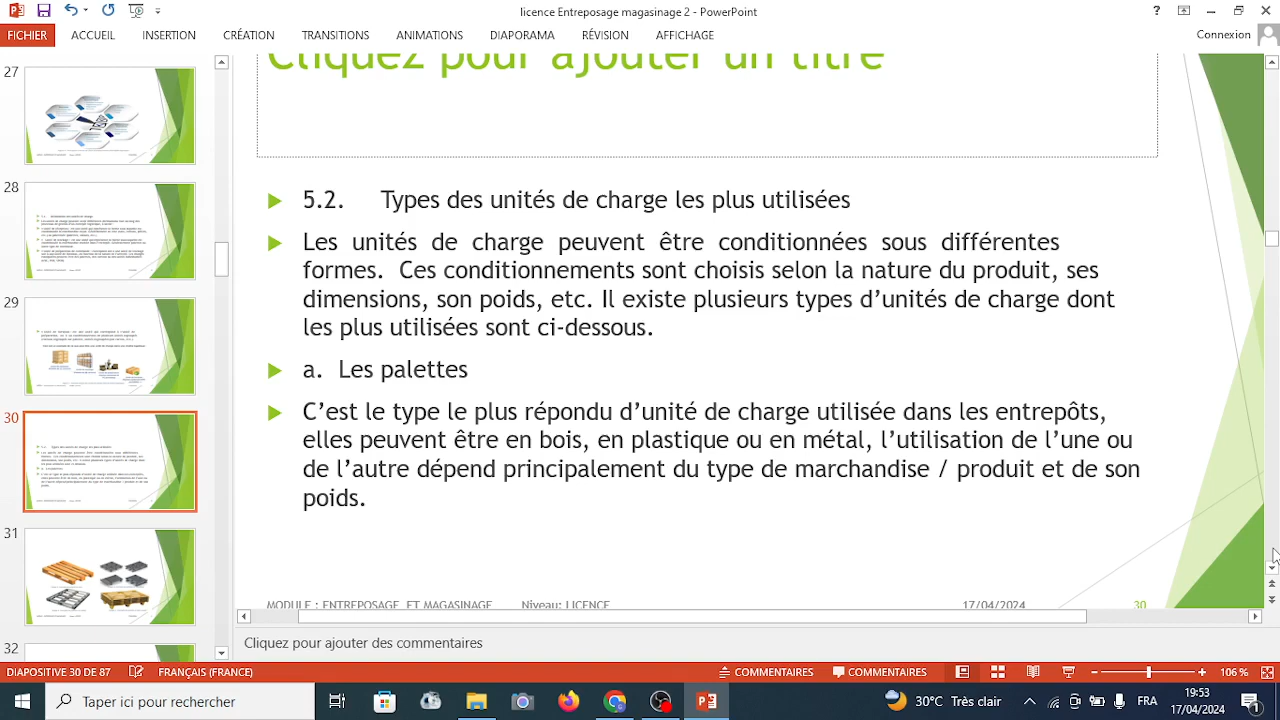 licence Entreposage magasinage 2 - PowerPoint
FICHIER ACCUEIL INSERTION CRÉATION TRANSITIONS ANIMATIONS DIAPORAMA RÉVISION AFFICHAGE Connexion
27
28
29
30
31
32
Cliquez pour ajouter un titre
5.2. Types des unités de charge les plus utilisées
Les unités de charge peuvent être conditionnées sous différentes
formes. Ces conditionnements sont choisis selon la nature du produit, ses
dimensions, son poids, etc. Il existe plusieurs types d’unités de charge dont
les plus utilisées sont ci-dessous.
a. Les palettes
C’est le type le plus répondu d’unité de charge utilisée dans les entrepôts,
elles peuvent être en bois, en plastique ou en métal, l’utilisation de l’une ou
de l’autre dépend principalement du type de marchandise / produit et de son
poids.
MODULE : ENTREPOSAGE ET MAGASINAGE Niveau: LICENCE 17/04/2024 30
Cliquez pour ajouter des commentaires
DIAPOSITIVE 30 DE 87 FRANÇAIS (FRANCE) COMMENTAIRES COMMENTAIRES 106 %
Taper ici pour rechercher 30°C Très clair FRA 19:53
17/04/2024